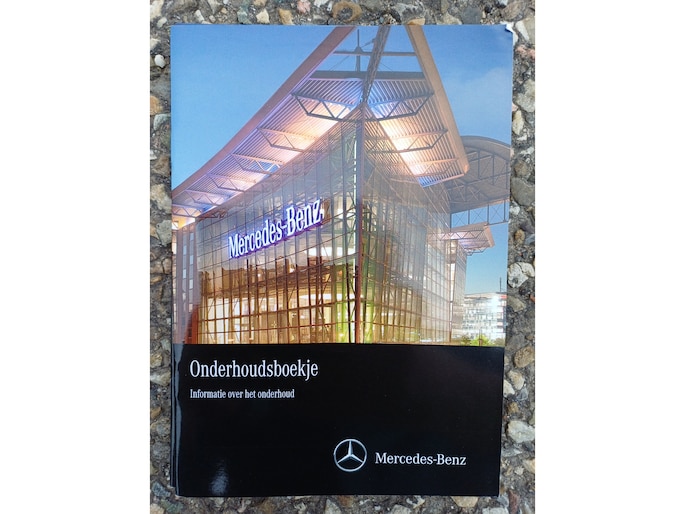 Mercedes-Benz
Onderhoudsboekje
Informatie over het onderhoud
Mercedes-Benz